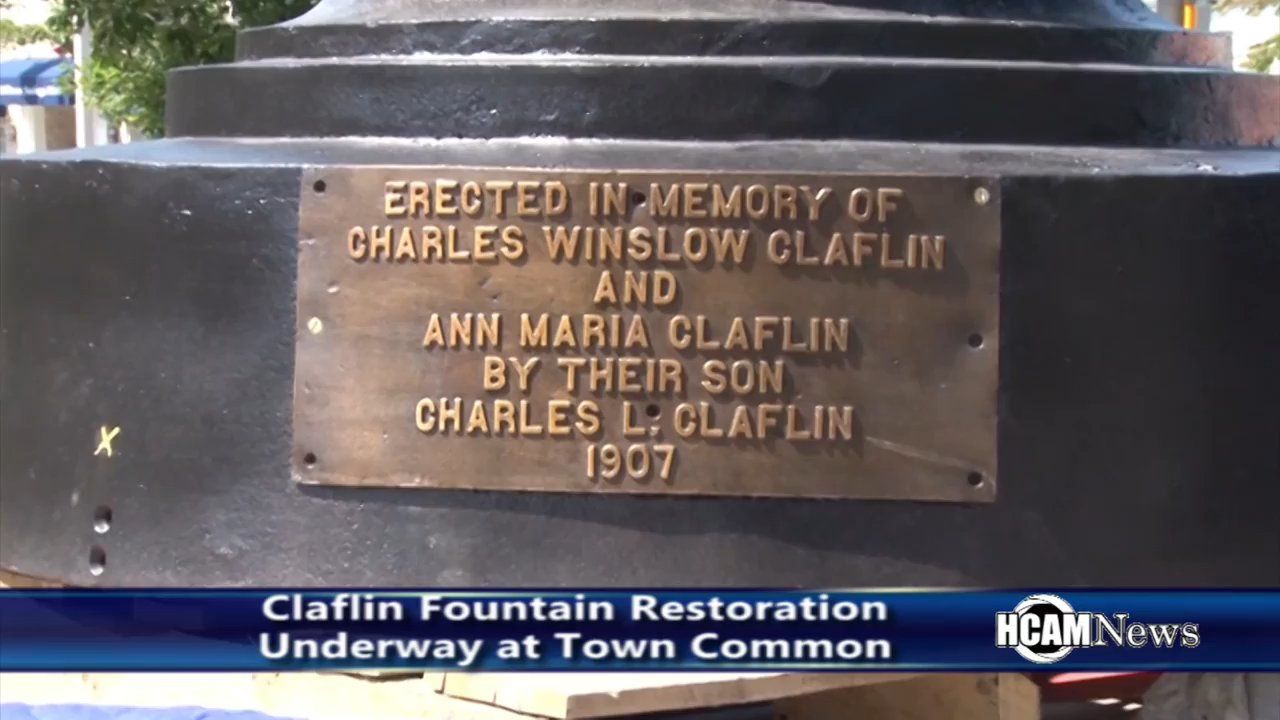 ERECTED IN MEMORY OF
CHARLES WINSLOW CLAFLIN
AND
ANN MARIA CLAFLIN
BY THEIR SON
CHARLES L. CLAFLIN
1907
X
Claflin Fountain Restoration
Underway at Town Common
HCAMNews